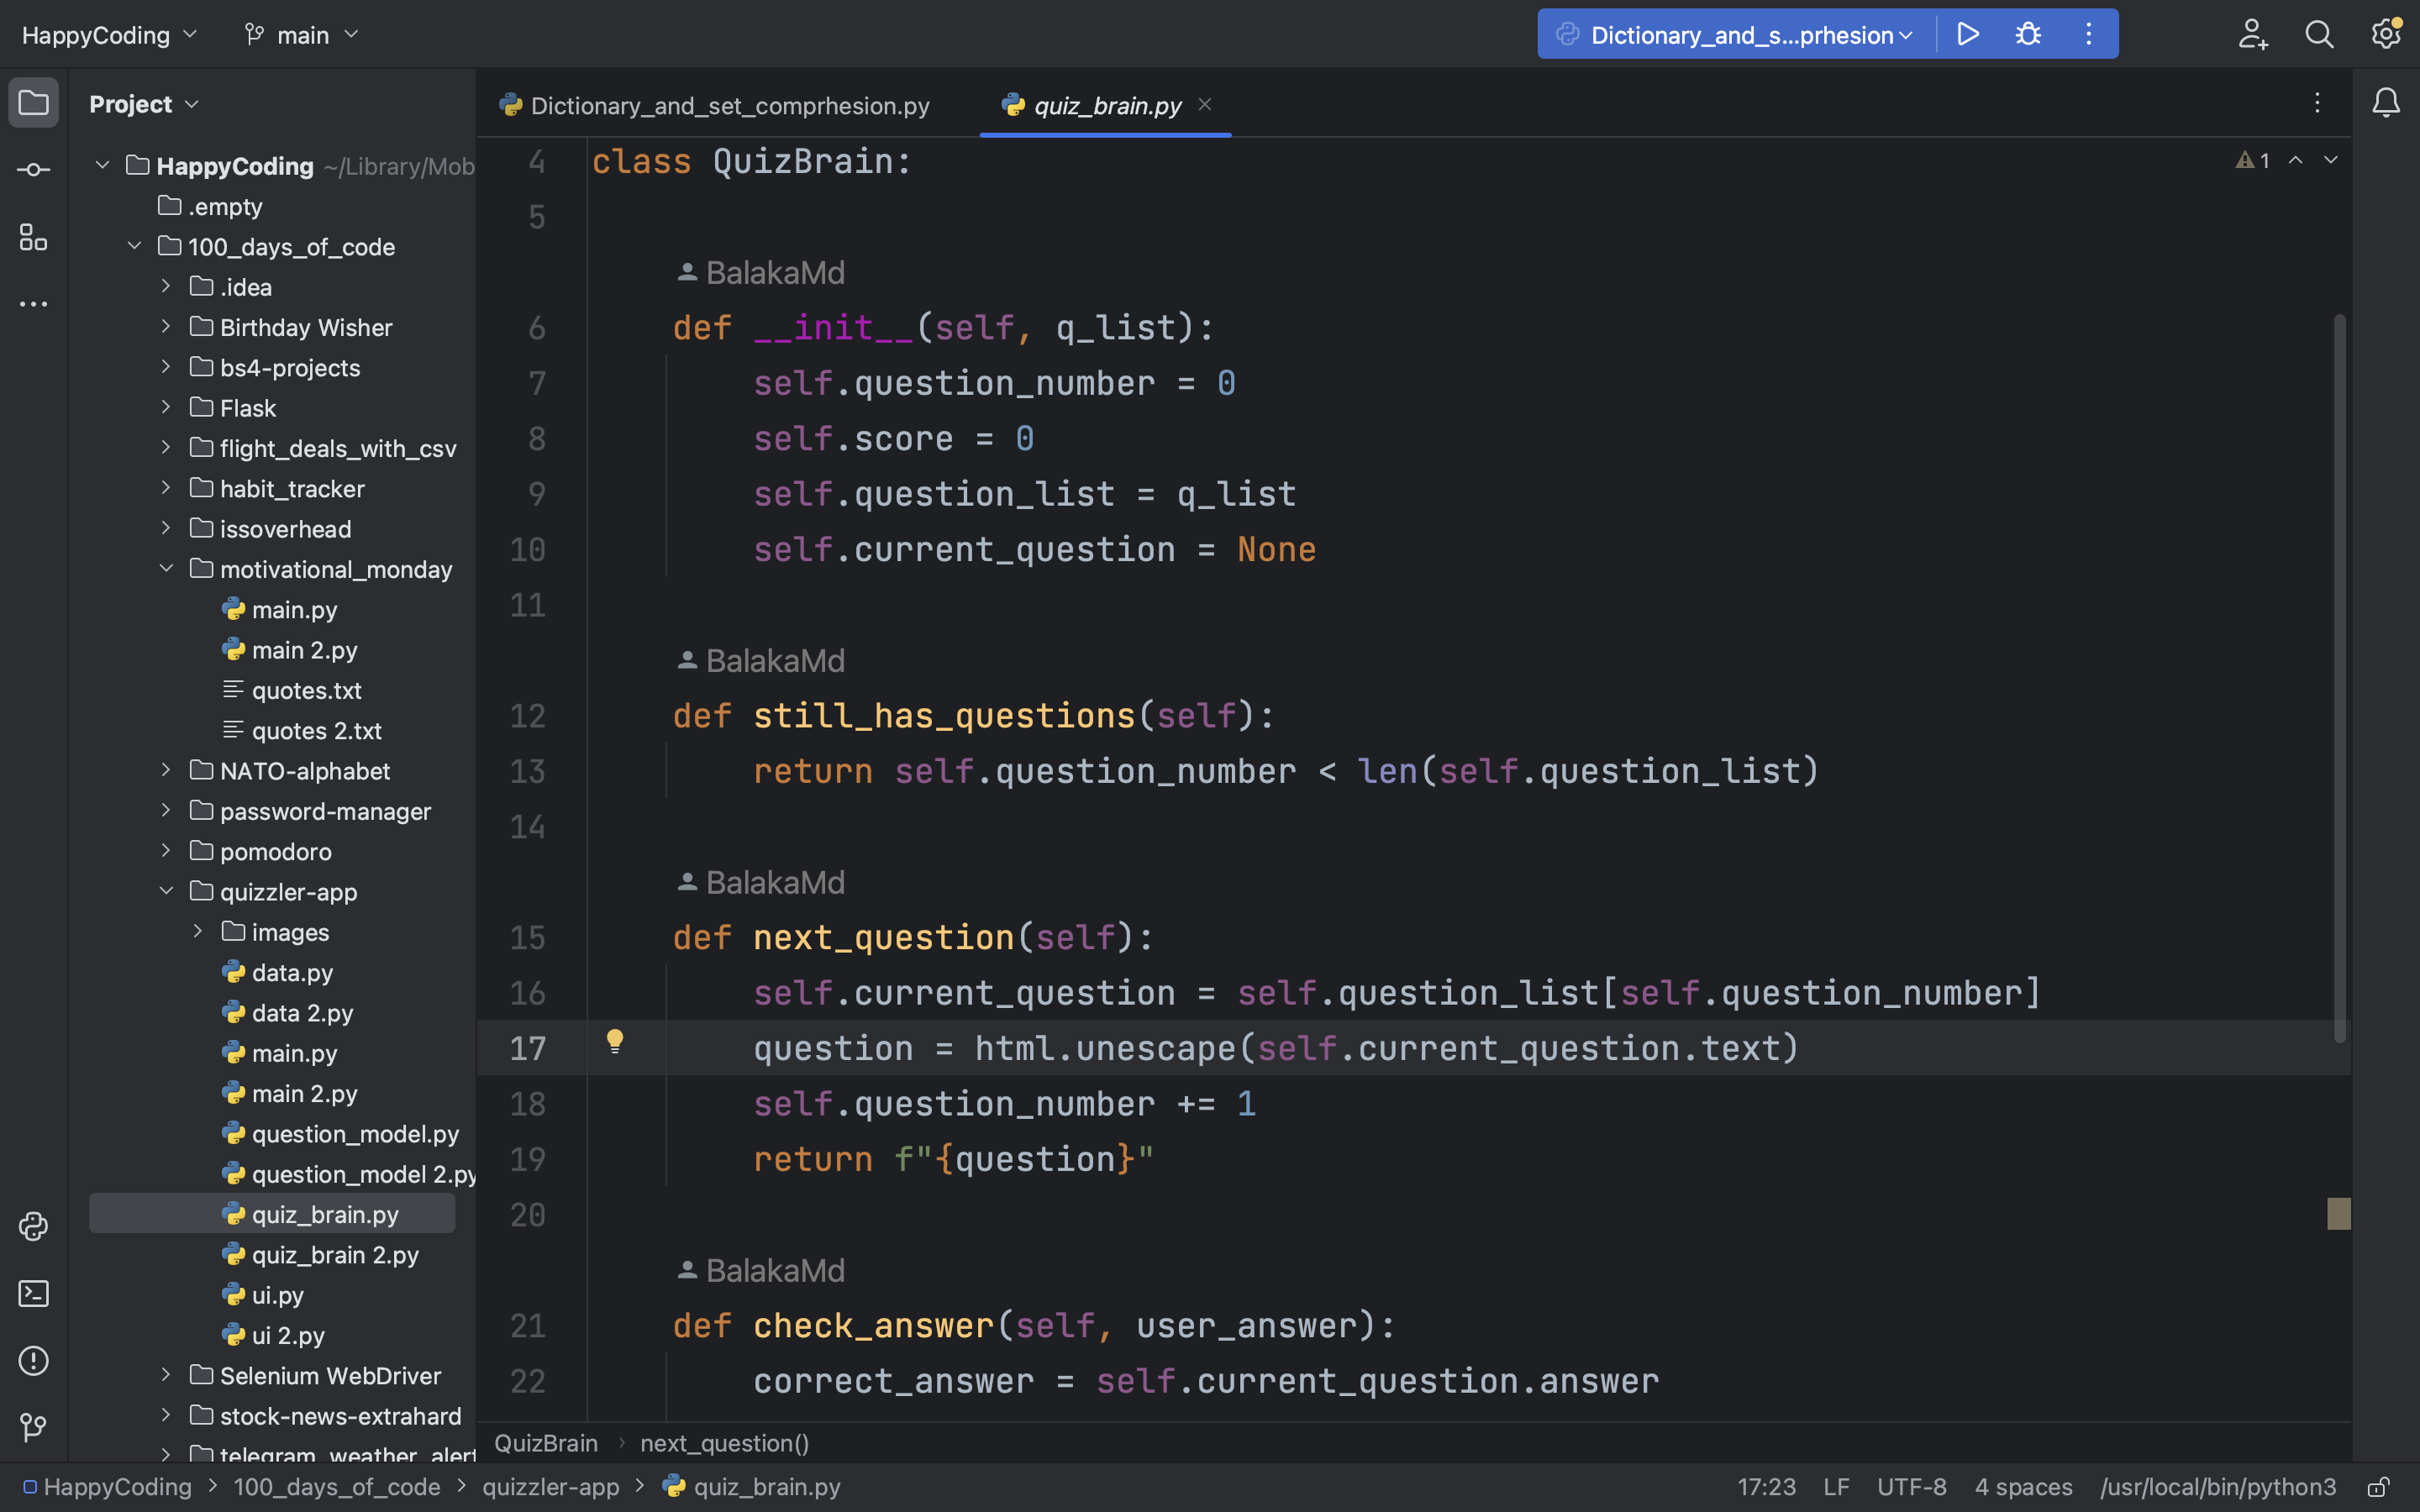 HappyCoding
main
Dictionary_and_s...prhesion
Project
HappyCoding ~/Library/Mob
.empty
100_days_of_code
.idea
Birthday Wisher
bs4-projects
Flask
flight_deals_with_csv
habit_tracker
issoverhead
motivational_monday
main.py
main 2.py
quotes.txt
quotes 2.txt
NATO-alphabet
password-manager
pomodoro
quizzler-app
images
data.py
data 2.py
main.py
main 2.py
question_model.py
question_model 2.py
quiz_brain.py
quiz_brain 2.py
ui.py
ui 2.py
Selenium WebDriver
stock-news-extrahard
telegram_weather_alert
Dictionary_and_set_comprhesion.py
quiz_brain.py
1
4 class QuizBrain:
5
BalakaMd
6 def __init__(self, q_list):
7 self.question_number = 0
8 self.score = 0
9 self.question_list = q_list
10 self.current_question = None
11
BalakaMd
12 def still_has_questions(self):
13 return self.question_number < len(self.question_list)
14
BalakaMd
15 def next_question(self):
16 self.current_question = self.question_list[self.question_number]
17 question = html.unescape(self.current_question.text)
18 self.question_number += 1
19 return f"{question}"
20
BalakaMd
21 def check_answer(self, user_answer):
22 correct_answer = self.current_question.answer
QuizBrain › next_question()
HappyCoding > 100_days_of_code > quizzler-app > quiz_brain.py
17:23 LF UTF-8 4 spaces /usr/local/bin/python3